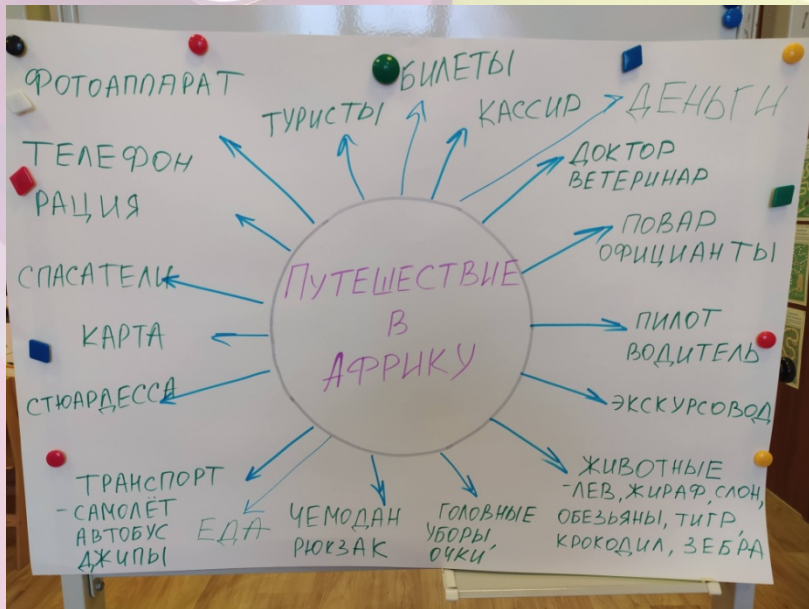 ФОТОАППАРАТ
ТУРИСТЫ
БИЛЕТЫ
КАССИР
ДЕНЬГИ
ТЕЛЕФОН
РАЦИЯ
ДОКТОР
ВЕТЕРИНАР
ПОВАР
ОФИЦИАНТЫ
СПАСАТЕЛИ
ПУТЕШЕСТВИЕ
В
АФРИКУ
КАРТА
ПИЛОТ
ВОДИТЕЛЬ
СТЮАРДЕССА
ЭКСКУРСОВОД
ТРАНСПОРТ
- САМОЛЁТ
АВТОБУС
ДЖИПЫ
ЕДА
ЧЕМОДАН
РЮКЗАК
ГОЛОВНЫЕ
УБОРЫ,
ОЧКИ
ЖИВОТНЫЕ
- ЛЕВ, ЖИРАФ, СЛОН,
ОБЕЗЬЯНЫ, ТИГР,
КРОКОДИЛ, ЗЕБРА